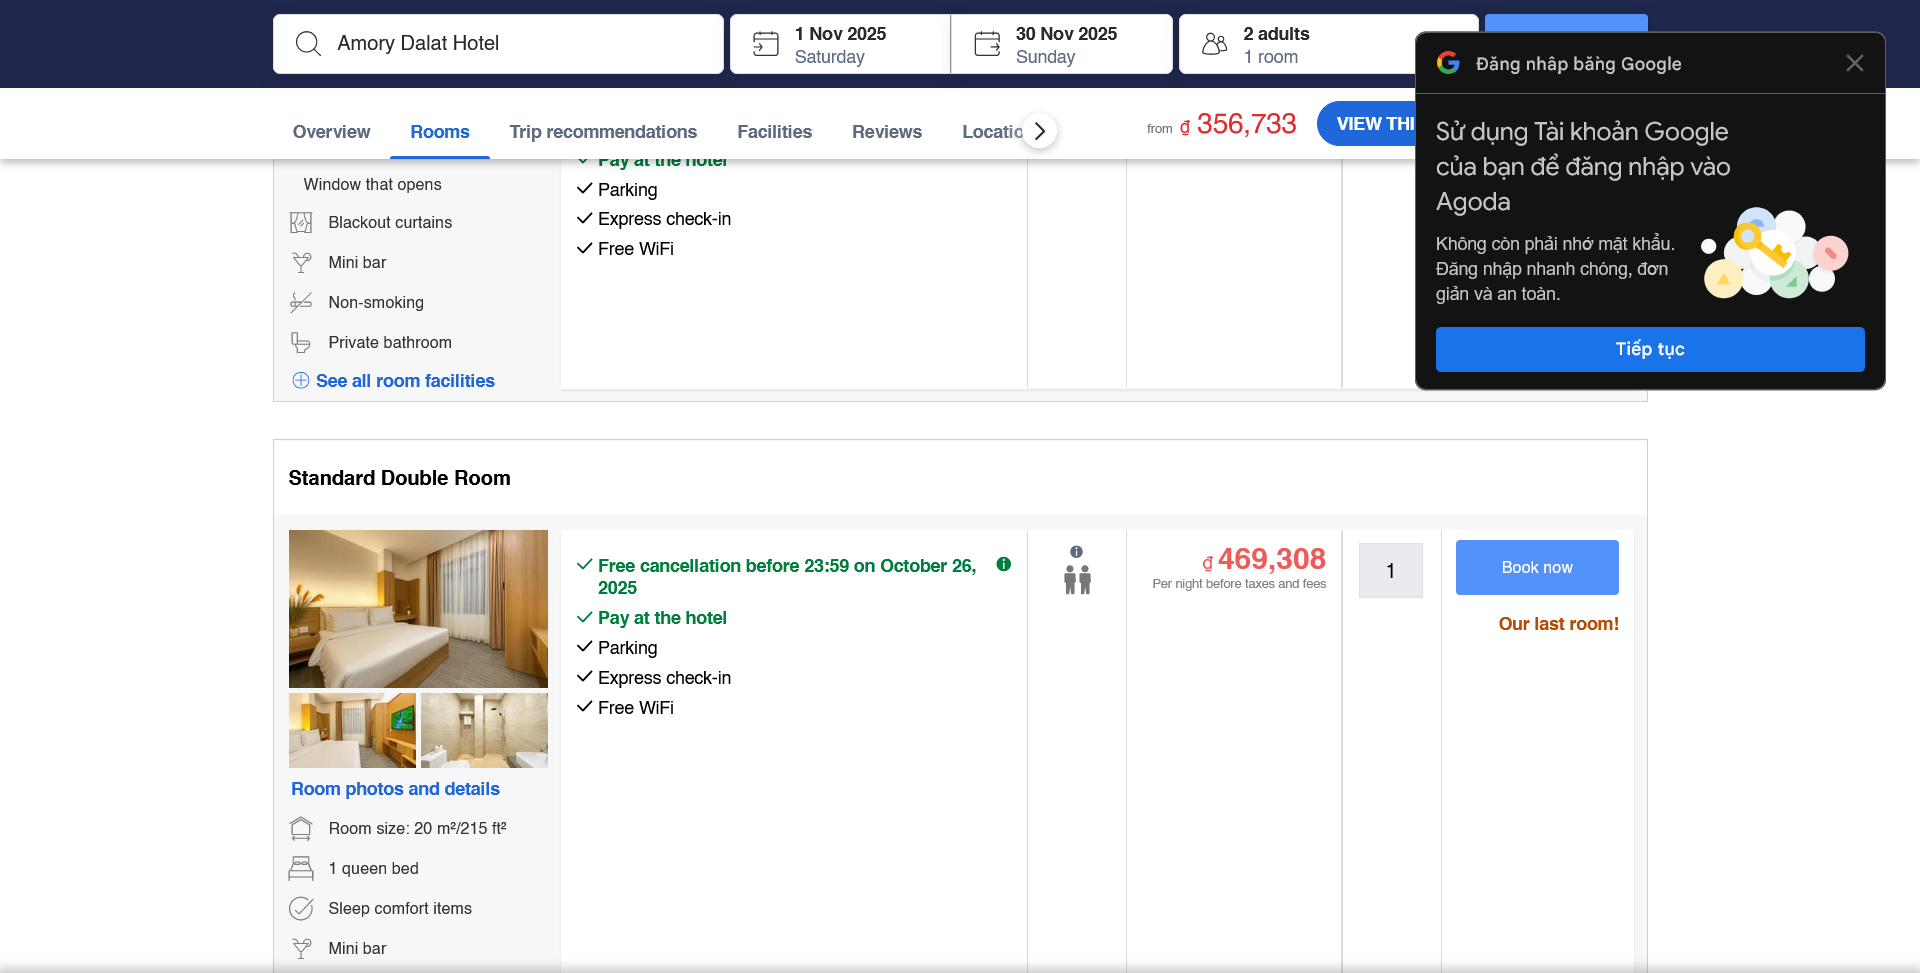 Amory Dalat Hotel
1 Nov 2025
Saturday
30 Nov 2025
Sunday
2 adults
1 room
Overview
Rooms
Trip recommendations
Facilities
Reviews
Locatio
from đ 356,733
VIEW THI
Đăng nhập bằng Google
Sử dụng Tài khoản Google
của bạn để đăng nhập vào
Agoda
Không còn phải nhớ mật khẩu.
Đăng nhập nhanh chóng, đơn
giản và an toàn.
Tiếp tục
Window that opens
Blackout curtains
Mini bar
Non-smoking
Private bathroom
See all room facilities
Pay at the hotel
Parking
Express check-in
Free WiFi
Standard Double Room
Room photos and details
Room size: 20 m²/215 ft²
1 queen bed
Sleep comfort items
Mini bar
Free cancellation before 23:59 on October 26,
2025
Pay at the hotel
Parking
Express check-in
Free WiFi
đ 469,308
Per night before taxes and fees
1
Book now
Our last room!